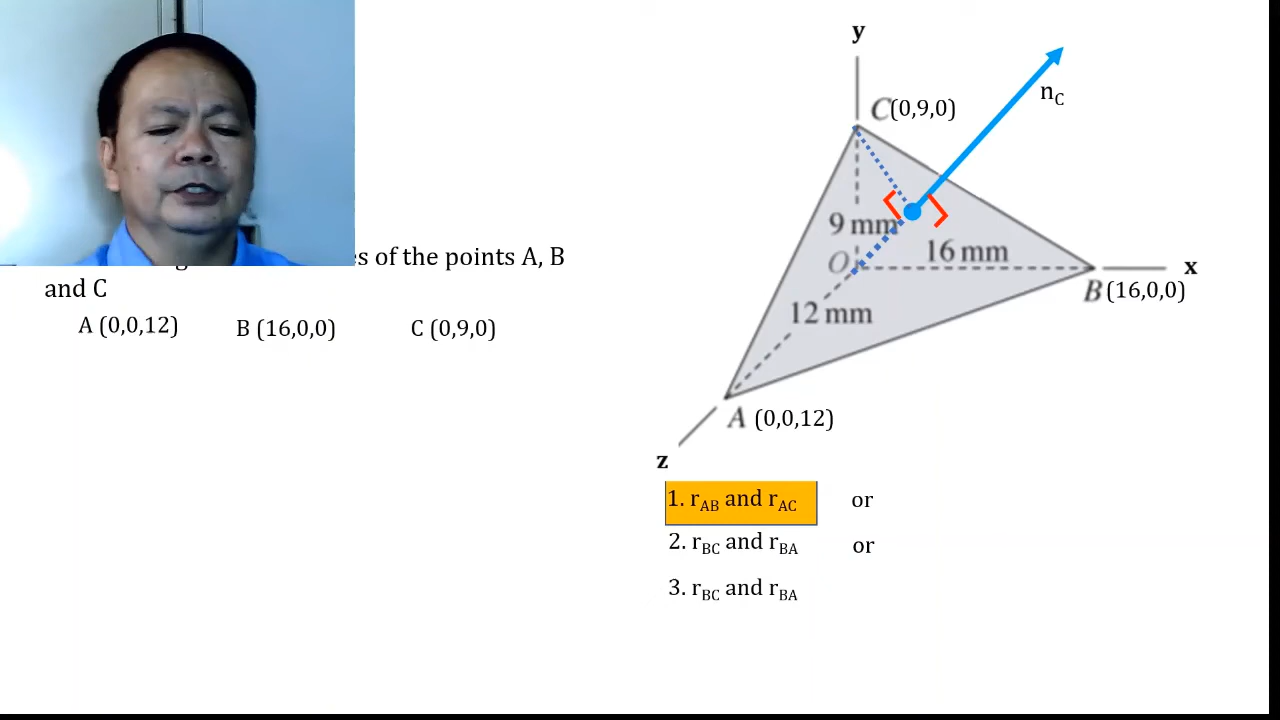 es of the points A, B
and C
A (0,0,12) B (16,0,0) C (0,9,0)
y
n_C
C(0,9,0)
9 mm
16 mm
O
x
B(16,0,0)
12 mm
A (0,0,12)
z
1. r_AB and r_AC or
2. r_BC and r_BA or
3. r_BC and r_BA